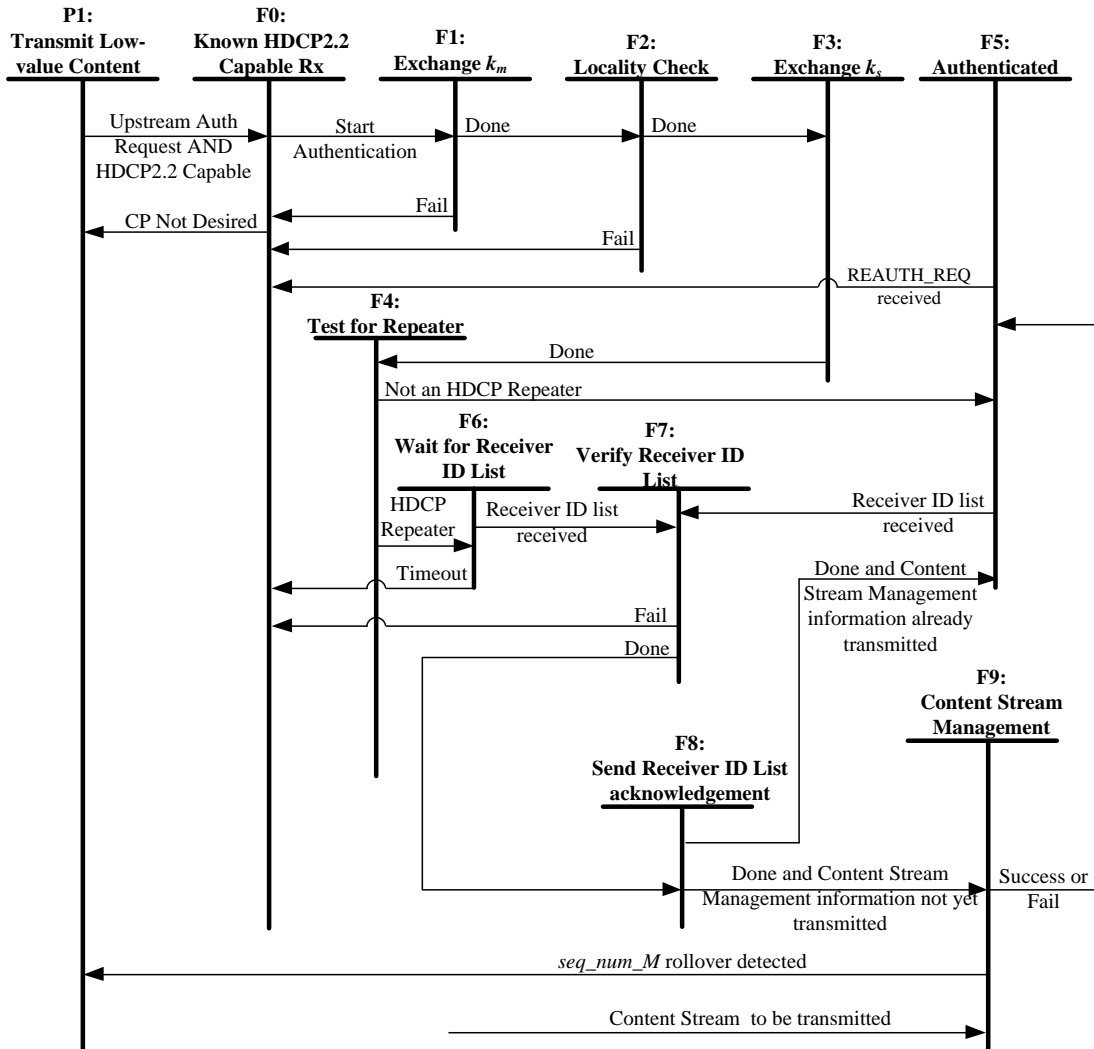 P1:
Transmit Low-
value Content
F0:
Known HDCP2.2
Capable Rx
F1:
Exchange km
F2:
Locality Check
F3:
Exchange ks
F5:
Authenticated
Upstream Auth
Request AND
HDCP2.2 Capable
Start
Authentication
Done
Done
Fail
CP Not Desired
Fail
REAUTH_REQ
received
F4:
Test for Repeater
Done
Not an HDCP Repeater
F6:
Wait for Receiver
ID List
F7:
Verify Receiver ID
List
HDCP
Repeater
Receiver ID list
received
Receiver ID list
received
Timeout
Done and Content
Stream Management
information already
transmitted
Fail
Done
F9:
Content Stream
Management
F8:
Send Receiver ID List
acknowledgement
Done and Content Stream
Management information not yet
transmitted
Success or
Fail
seq_num_M rollover detected
Content Stream to be transmitted